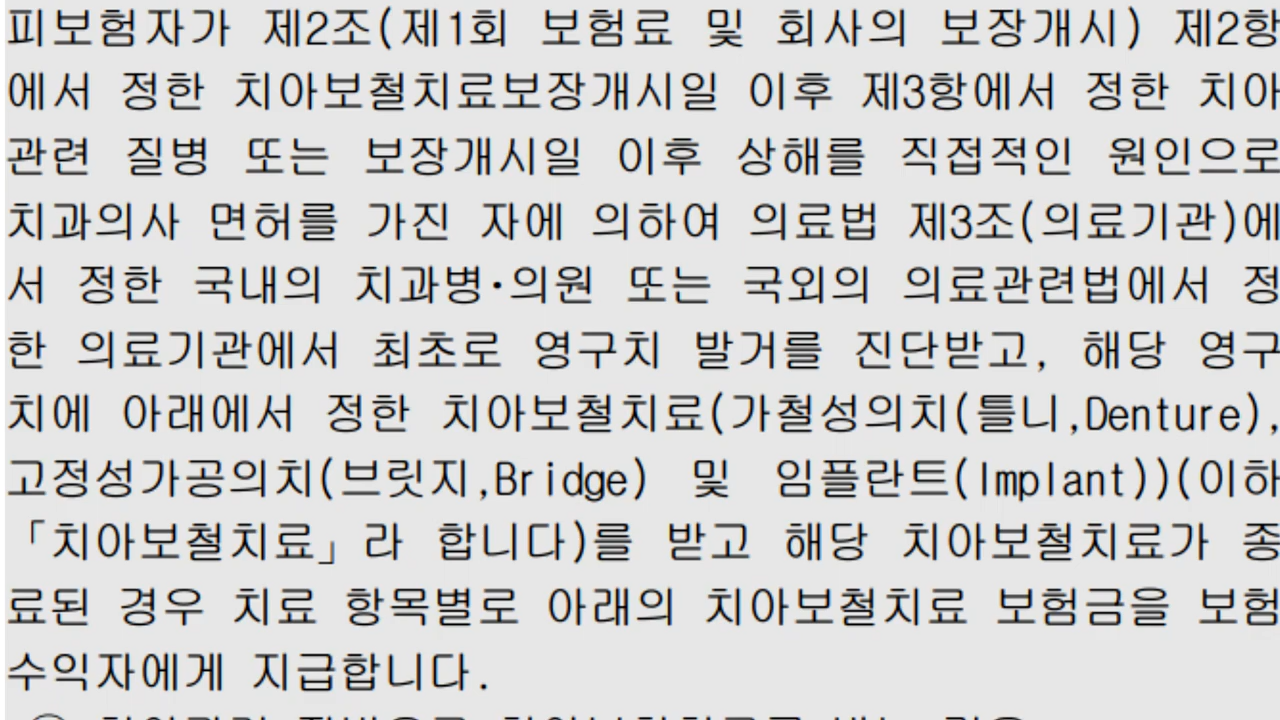 피보험자가 제2조(제1회 보험료 및 회사의 보장개시) 제2항
에서 정한 치아보철치료보장개시일 이후 제3항에서 정한 치아
관련 질병 또는 보장개시일 이후 상해를 직접적인 원인으로
치과의사 면허를 가진 자에 의하여 의료법 제3조(의료기관)에
서 정한 국내의 치과병·의원 또는 국외의 의료관련법에서 정
한 의료기관에서 최초로 영구치 발거를 진단받고, 해당 영구
치에 아래에서 정한 치아보철치료(가철성의치(틀니,Denture),
고정성가공의치(브릿지,Bridge) 및 임플란트(Implant))(이하
「치아보철치료」라 합니다)를 받고 해당 치아보철치료가 종
료된 경우 치료 항목별로 아래의 치아보철치료 보험금을 보험
수익자에게 지급합니다.